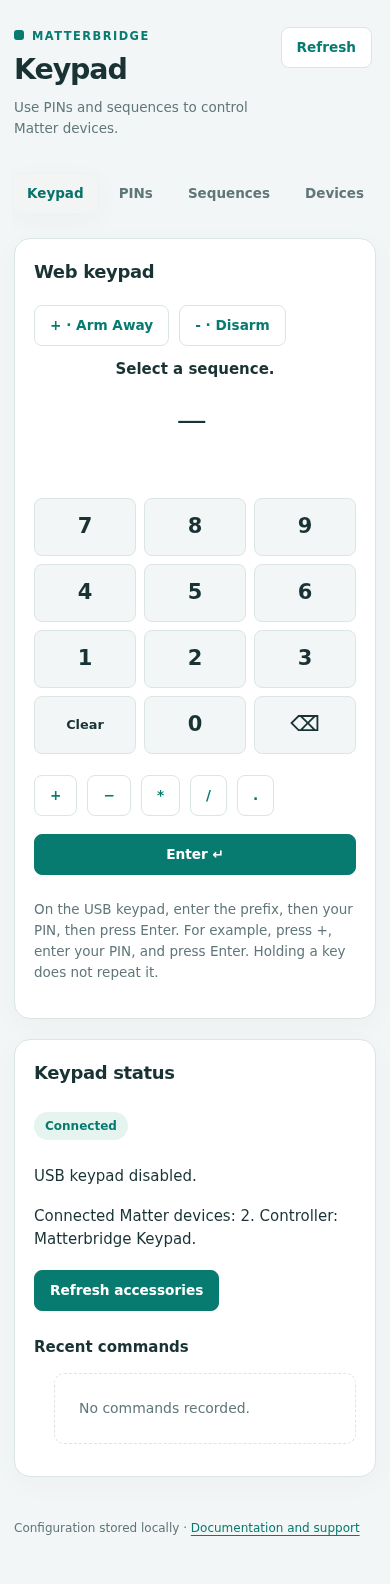 MATTERBRIDGE
Keypad
Refresh
Use PINs and sequences to control
Matter devices.
Keypad PINs Sequences Devices
Web keypad
+ · Arm Away - · Disarm
Select a sequence.
—
7 8 9
4 5 6
1 2 3
Clear 0 ⌫
+ − * / .
Enter ↵
On the USB keypad, enter the prefix, then your
PIN, then press Enter. For example, press +,
enter your PIN, and press Enter. Holding a key
does not repeat it.
Keypad status
Connected
USB keypad disabled.
Connected Matter devices: 2. Controller:
Matterbridge Keypad.
Refresh accessories
Recent commands
No commands recorded.
Configuration stored locally · Documentation and support